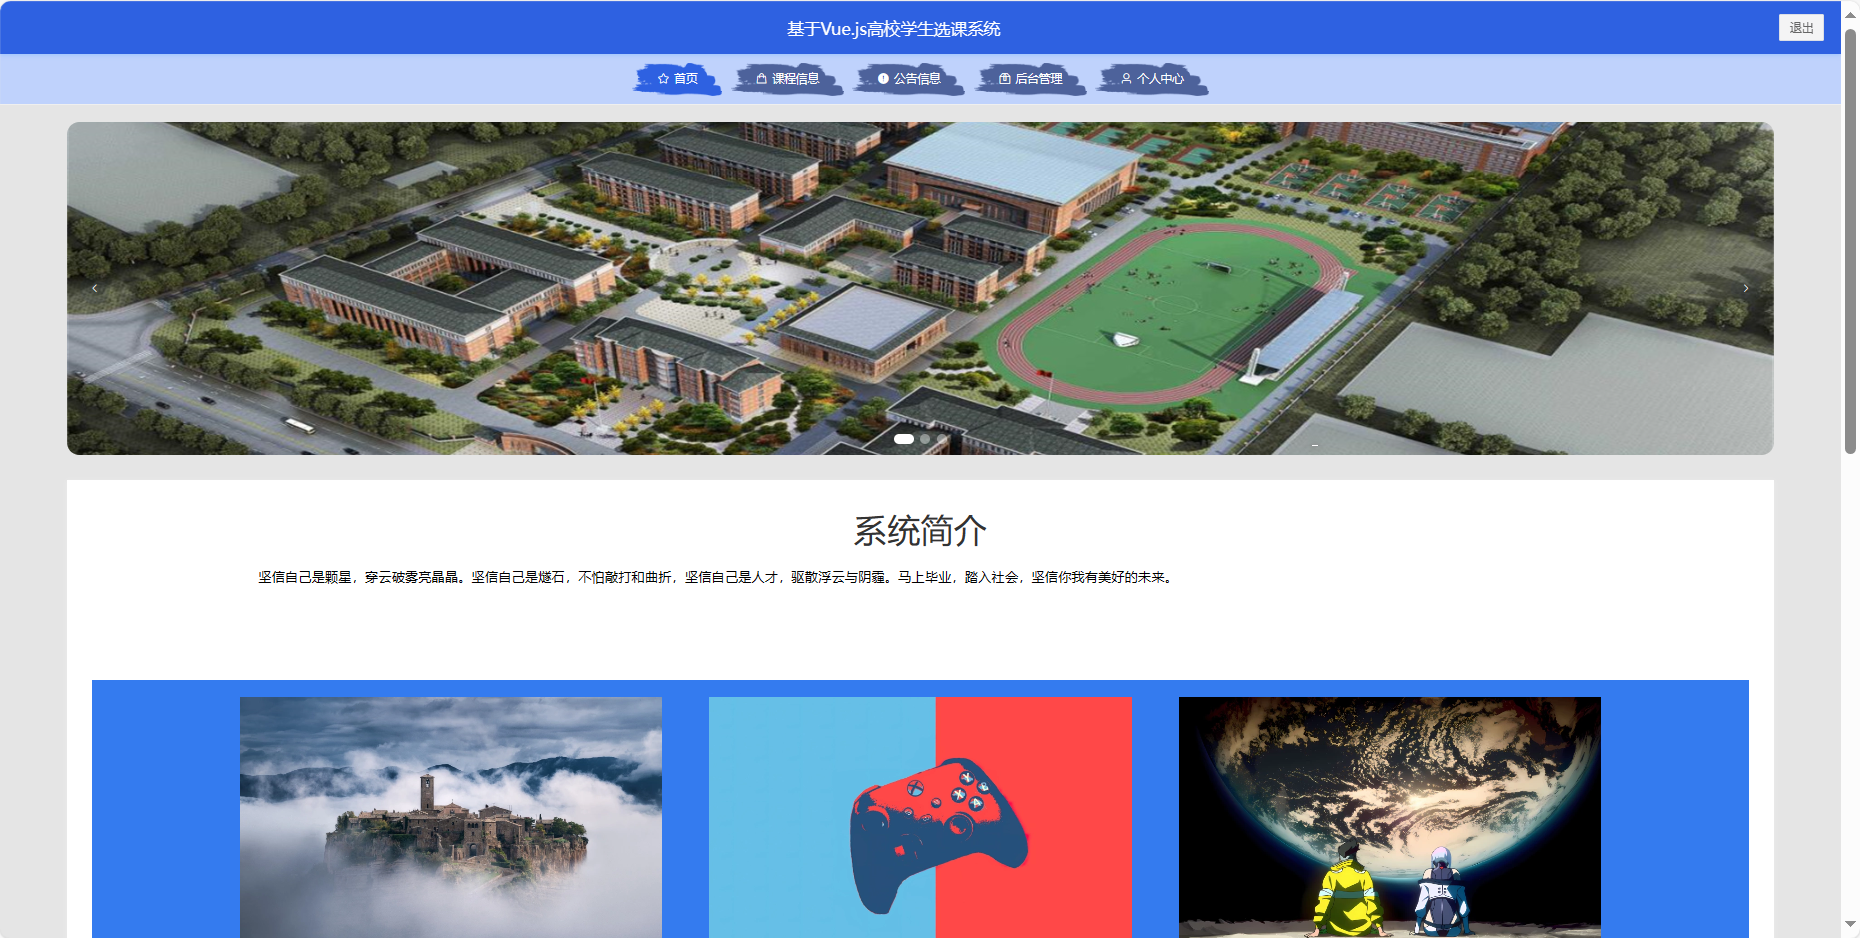 基于Vue.js高校学生选课系统
退出
首页
课程信息
公告信息
后台管理
个人中心
系统简介
坚信自己是颗星，穿云破雾亮晶晶。坚信自己是燧石，不怕敲打和曲折，坚信自己是人才，驱散浮云与阴霾。马上毕业，踏入社会，坚信你我有美好的未来。